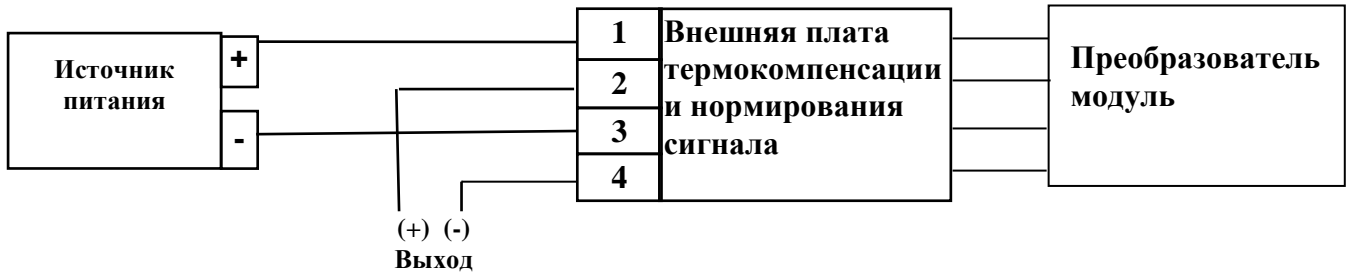 Источник
питания
+
-
1
2
3
4
Внешняя плата
термокомпенсации
и нормирования
сигнала
Преобразователь
модуль
(+) (-)
Выход